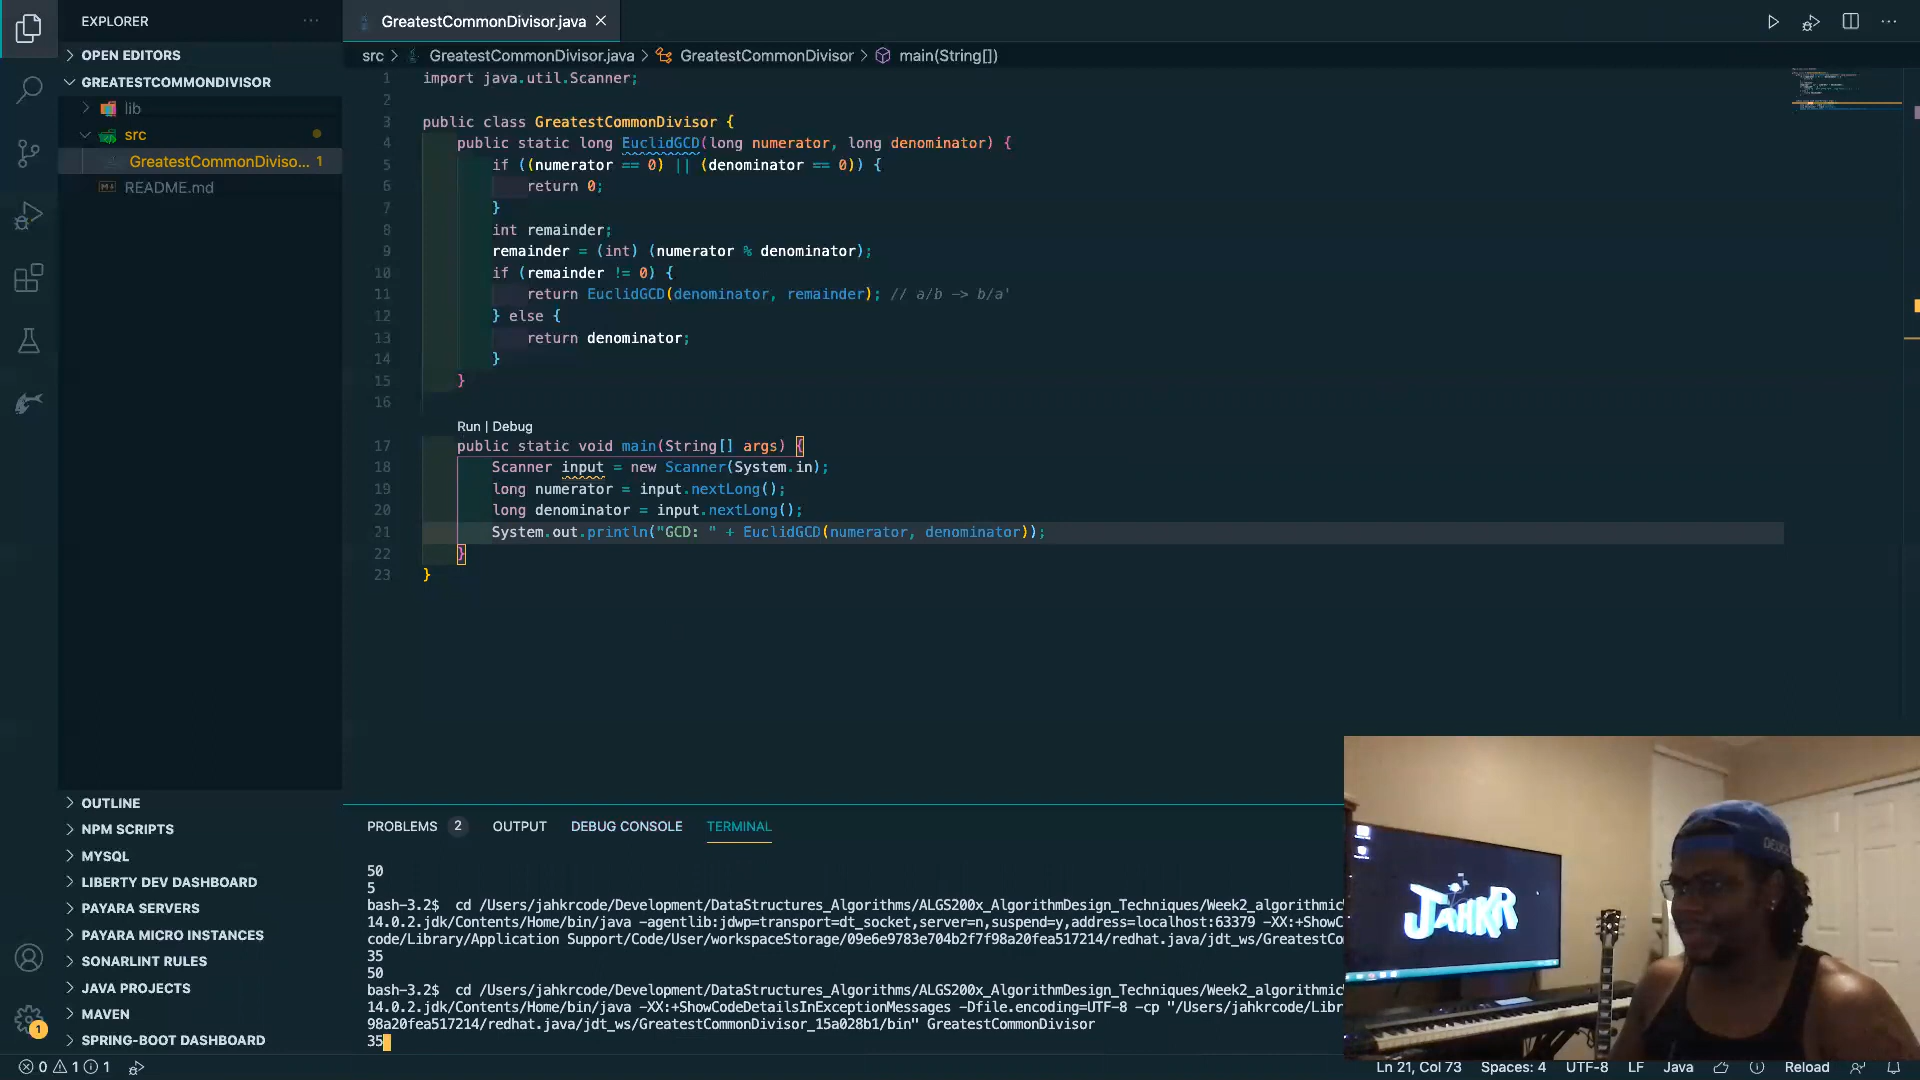 EXPLORER
OPEN EDITORS
GREATESTCOMMONDIVISOR
lib
src
GreatestCommonDiviso... 1
README.md
OUTLINE
NPM SCRIPTS
MYSQL
LIBERTY DEV DASHBOARD
PAYARA SERVERS
PAYARA MICRO INSTANCES
SONARLINT RULES
JAVA PROJECTS
MAVEN
SPRING-BOOT DASHBOARD
1
GreatestCommonDivisor.java
src > GreatestCommonDivisor.java > GreatestCommonDivisor > main(String[])
1 import java.util.Scanner;
2
3 public class GreatestCommonDivisor {
4 public static long EuclidGCD(long numerator, long denominator) {
5 if ((numerator == 0) || (denominator == 0)) {
6 return 0;
7 }
8 int remainder;
9 remainder = (int) (numerator % denominator);
10 if (remainder != 0) {
11 return EuclidGCD(denominator, remainder); // a/b -> b/a'
12 } else {
13 return denominator;
14 }
15 }
16
Run | Debug
17 public static void main(String[] args) {
18 Scanner input = new Scanner(System.in);
19 long numerator = input.nextLong();
20 long denominator = input.nextLong();
21 System.out.println("GCD: " + EuclidGCD(numerator, denominator));
22 }
23 }
PROBLEMS 2 OUTPUT DEBUG CONSOLE TERMINAL
50
5
bash-3.2$ cd /Users/jahkrcode/Development/DataStructures_Algorithms/ALGS200x_AlgorithmDesign_Techniques/Week2_algorithmic
14.0.2.jdk/Contents/Home/bin/java -agentlib:jdwp=transport=dt_socket,server=n,suspend=y,address=localhost:63379 -XX:+ShowC
code/Library/Application Support/Code/User/workspaceStorage/09e6e9783e704b2f7f98a20fea517214/redhat.java/jdt_ws/GreatestCo
35
50
bash-3.2$ cd /Users/jahkrcode/Development/DataStructures_Algorithms/ALGS200x_AlgorithmDesign_Techniques/Week2_algorithmic
14.0.2.jdk/Contents/Home/bin/java -XX:+ShowCodeDetailsInExceptionMessages -Dfile.encoding=UTF-8 -cp "/Users/jahkrcode/Libr
98a20fea517214/redhat.java/jdt_ws/GreatestCommonDivisor_15a028b1/bin" GreatestCommonDivisor
35
JAHKR
0 1 1
Ln 21, Col 73 Spaces: 4 UTF-8 LF Java Reload